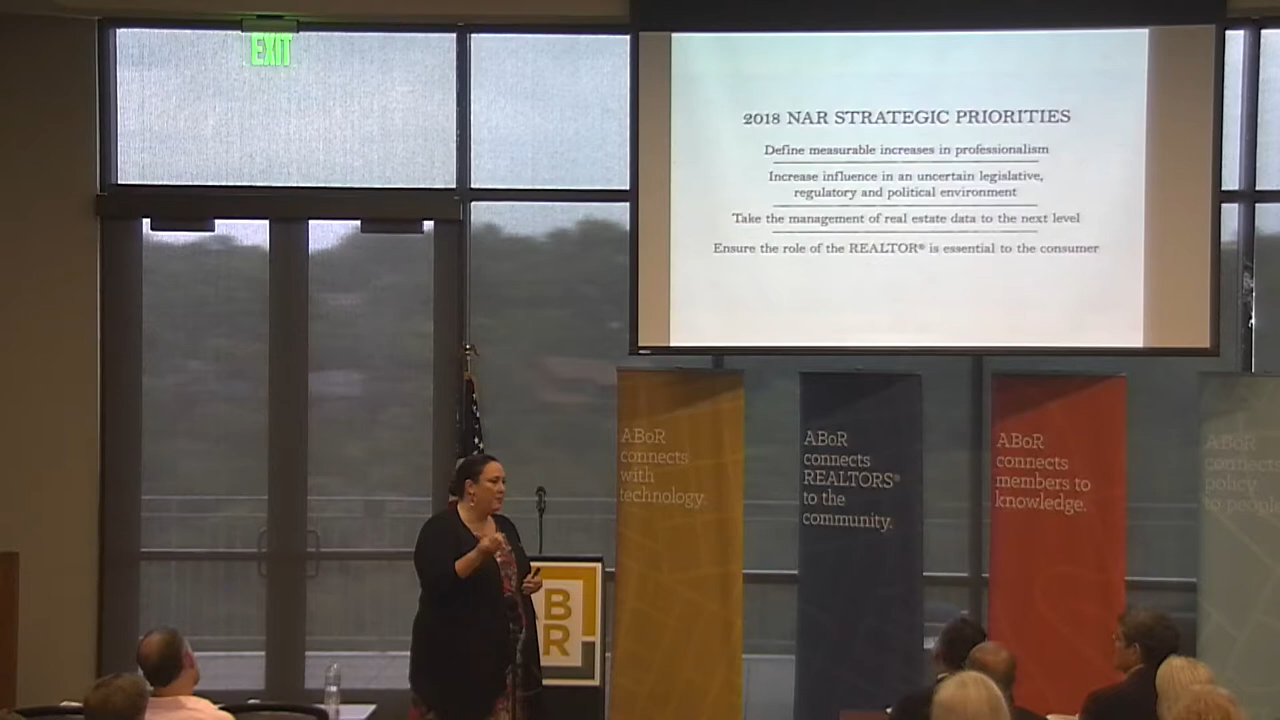 EXIT
2018 NAR STRATEGIC PRIORITIES
Define measurable increases in professionalism
Increase influence in an uncertain legislative,
regulatory and political environment
Take the management of real estate data to the next level
Ensure the role of the REALTOR® is essential to the consumer
ABoR
connects
with
technology.
ABoR
connects
REALTORS®
to the
community.
ABoR
connects
members to
knowledge.
ABoR
connects
policy
to people
B
R